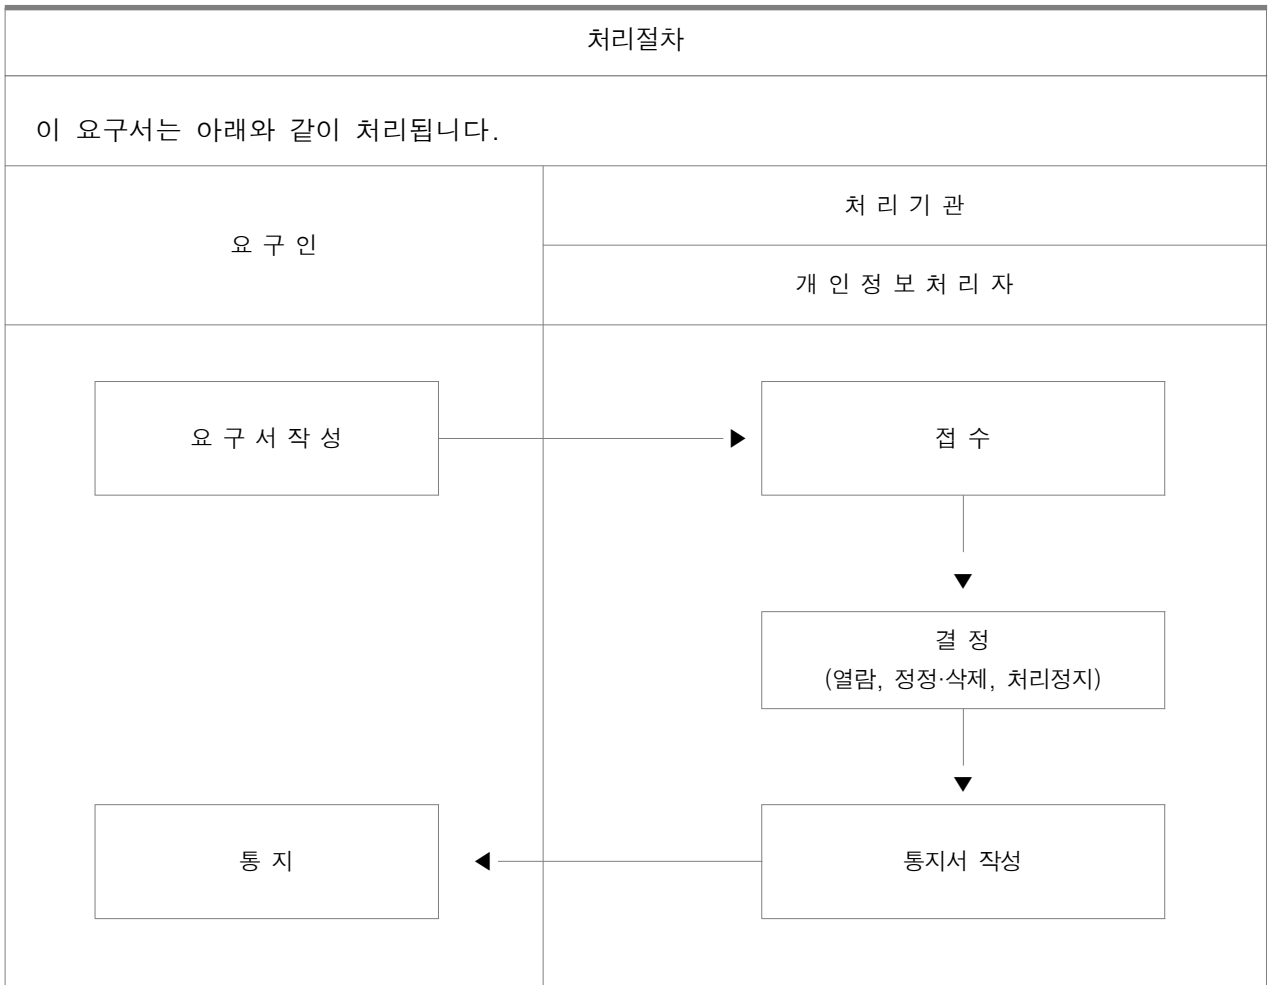 처리절차
이 요구서는 아래와 같이 처리됩니다.
요 구 인
처 리 기 관
개 인 정 보 처 리 자
요 구 서 작 성
접 수
결 정
(열람, 정정·삭제, 처리정지)
통 지
통지서 작성